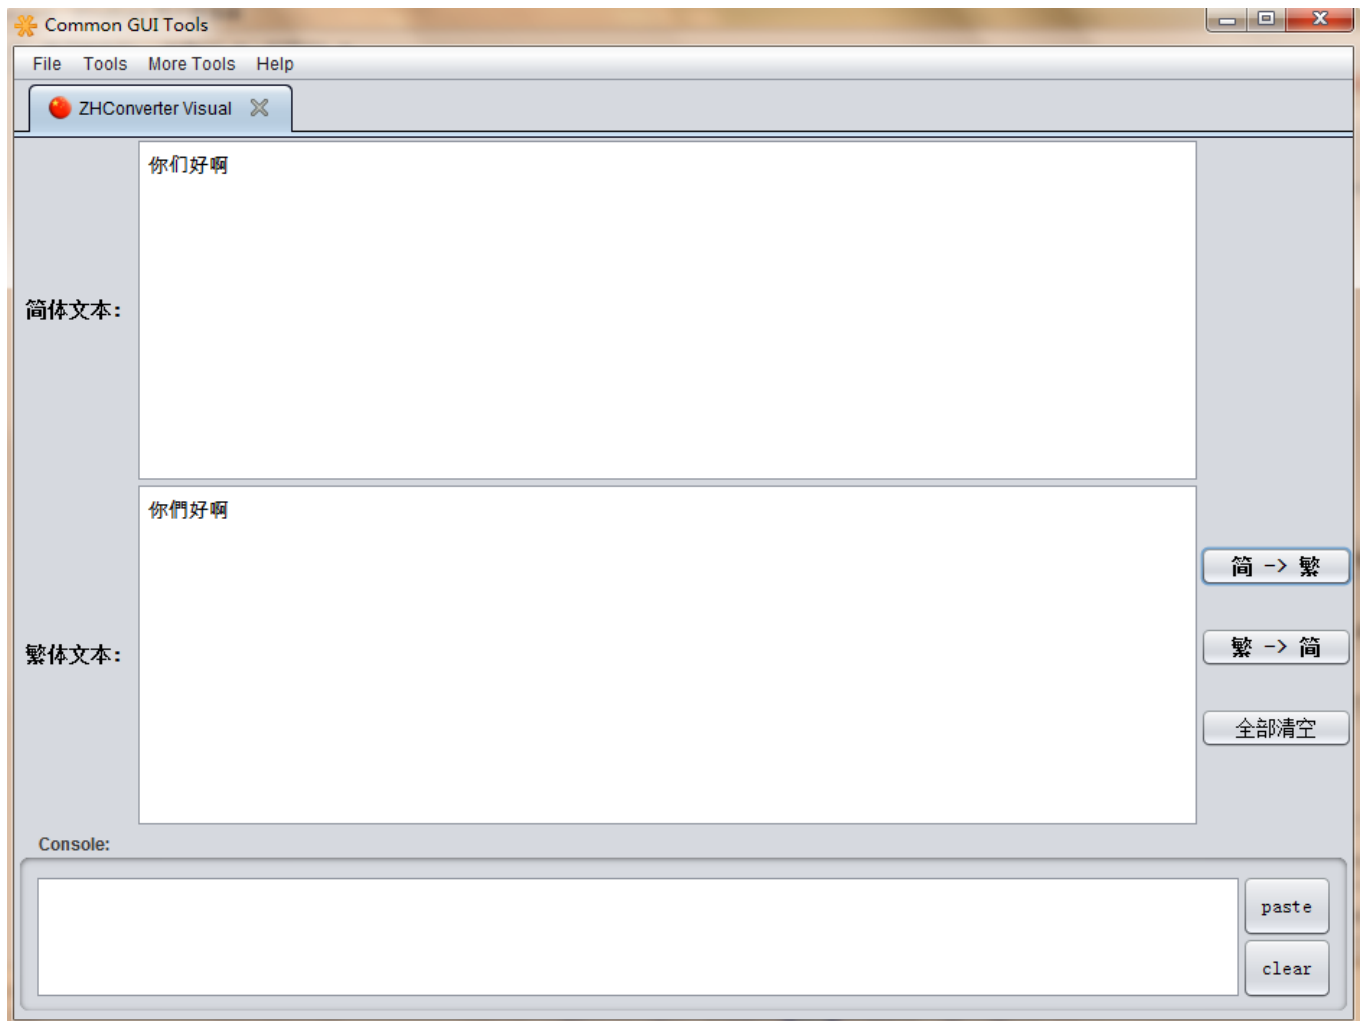 Common GUI Tools
File Tools More Tools Help
ZHConverter Visual
你们好啊
简体文本:
你們好啊
简 -> 繁
繁体文本:
繁 -> 简
全部清空
Console:
paste
clear